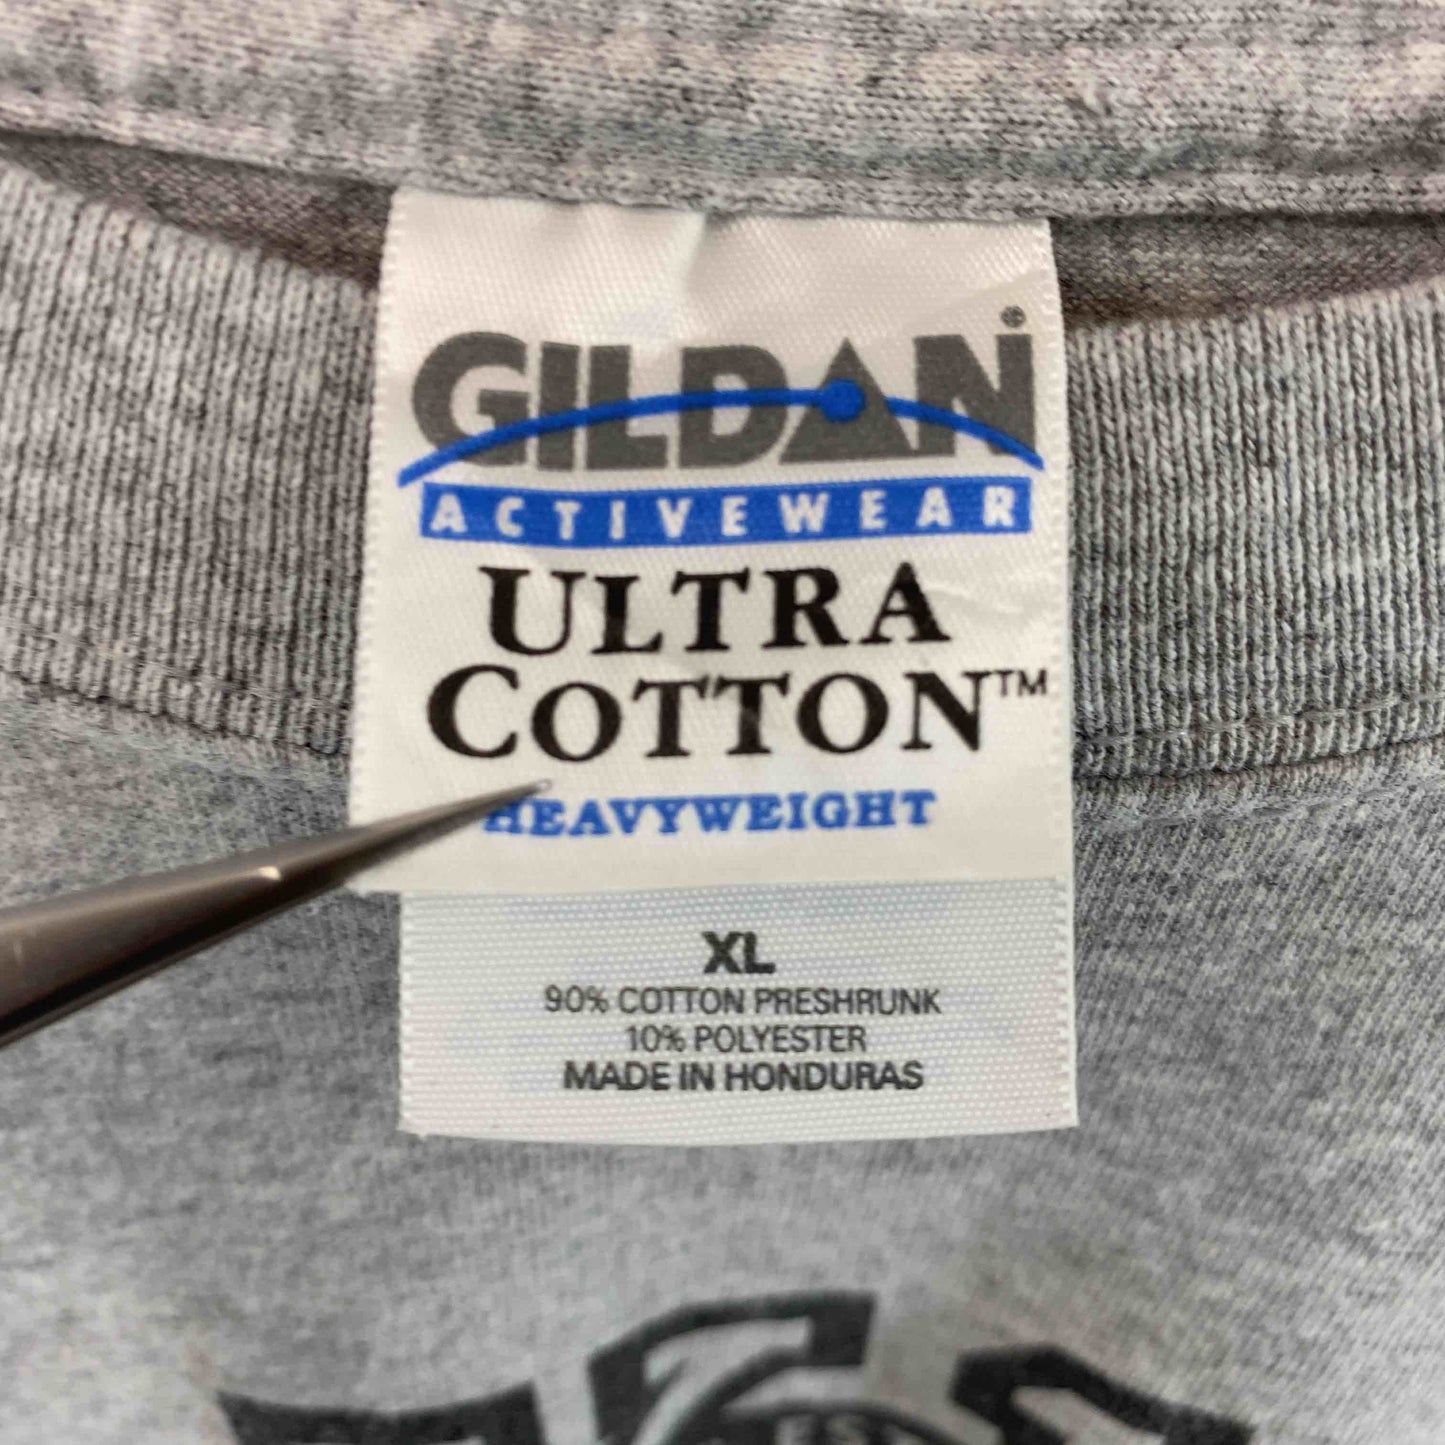 GILDAN®
ACTIVEWEAR
ULTRA
COTTON™
HEAVYWEIGHT
XL
90% COTTON PRESHRUNK
10% POLYESTER
MADE IN HONDURAS